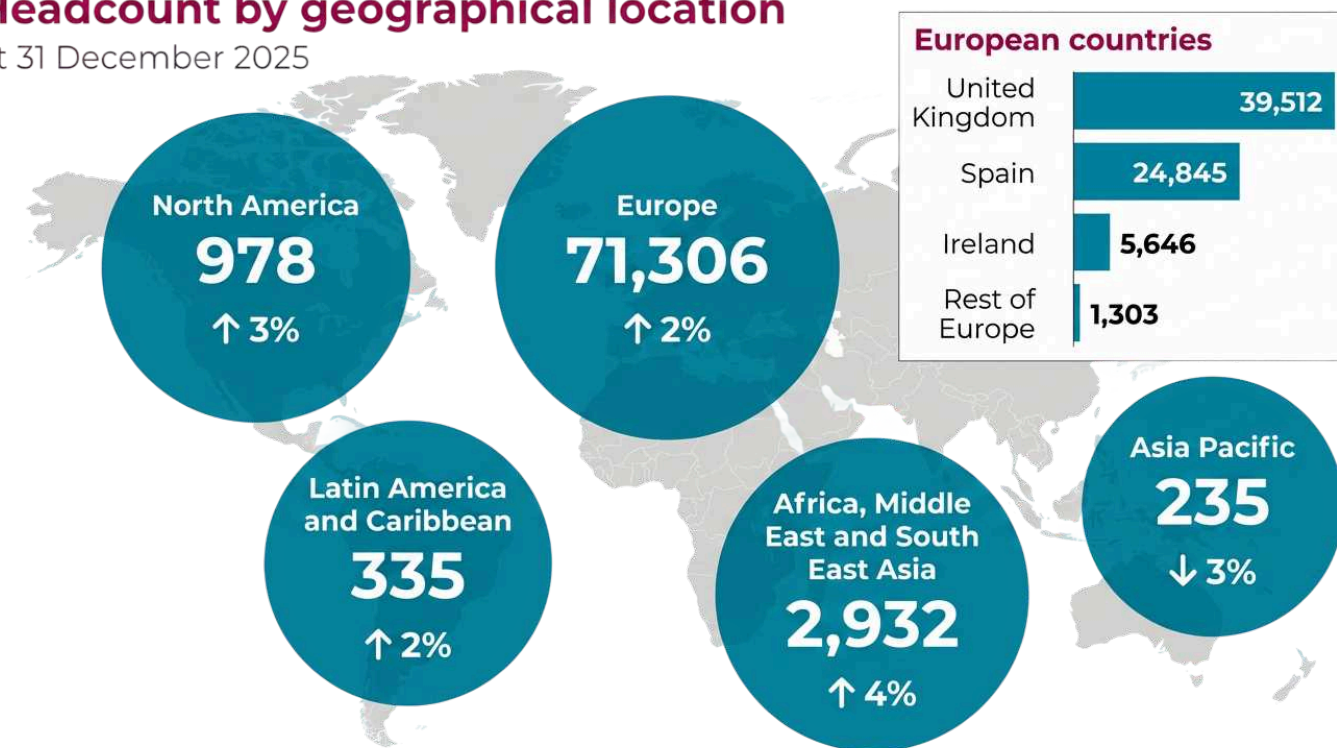 Headcount by geographical location
t 31 December 2025
European countries
United
Kingdom
39,512
Spain
24,845
Ireland
5,646
Rest of
Europe
1,303
North America
978
↑ 3%
Europe
71,306
↑ 2%
Latin America
and Caribbean
335
↑ 2%
Africa, Middle
East and South
East Asia
2,932
↑ 4%
Asia Pacific
235
↓ 3%